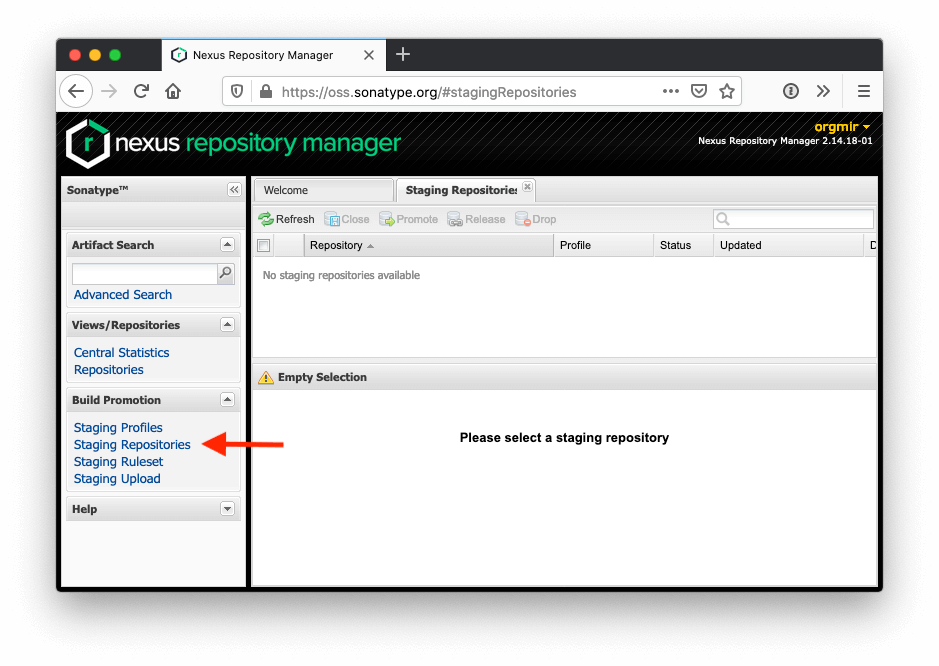 Nexus Repository Manager
https://oss.sonatype.org/#stagingRepositories
nexus repository manager
orgmir
Nexus Repository Manager 2.14.18-01
Sonatype™
Welcome
Staging Repositories
Refresh Close Promote Release Drop
Artifact Search
Advanced Search
Repository Profile Status Updated D
No staging repositories available
Views/Repositories
Central Statistics
Repositories
Build Promotion
Staging Profiles
Staging Repositories
Staging Ruleset
Staging Upload
Help
Empty Selection
Please select a staging repository